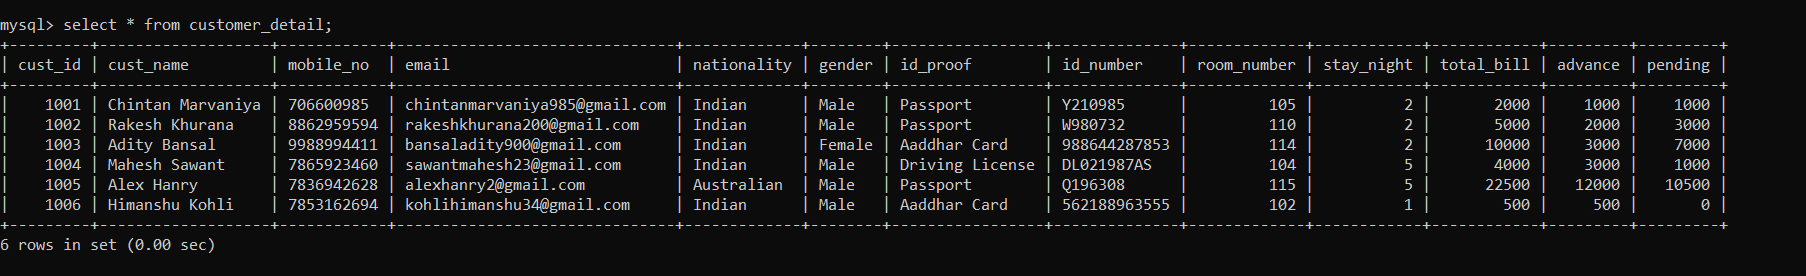 mysql> select * from customer_detail;
+---------+-------------------+------------+------------------------------+-------------+--------+-----------------+--------------+-------------+------------+------------+---------+---------+
| cust_id | cust_name         | mobile_no  | email                        | nationality | gender | id_proof        | id_number    | room_number | stay_night | total_bill | advance | pending |
+---------+-------------------+------------+------------------------------+-------------+--------+-----------------+--------------+-------------+------------+------------+---------+---------+
|    1001 | Chintan Marvaniya | 706600985  | chintanmarvaniya985@gmail.com | Indian      | Male   | Passport        | Y210985      |         105 |          2 |       2000 |    1000 |    1000 |
|    1002 | Rakesh Khurana    | 8862959594 | rakeshkhurana200@gmail.com   | Indian      | Male   | Passport        | W980732      |         110 |          2 |       5000 |    2000 |    3000 |
|    1003 | Adity Bansal      | 9988994411 | bansaladity900@gmail.com     | Indian      | Female | Aaddhar Card    | 988644287853 |         114 |          2 |      10000 |    3000 |    7000 |
|    1004 | Mahesh Sawant     | 7865923460 | sawantmahesh23@gmail.com     | Indian      | Male   | Driving License | DL021987AS   |         104 |          5 |       4000 |    3000 |    1000 |
|    1005 | Alex Hanry        | 7836942628 | alexhanry2@gmail.com         | Australian  | Male   | Passport        | Q196308      |         115 |          5 |      22500 |   12000 |   10500 |
|    1006 | Himanshu Kohli    | 7853162694 | kohlihimanshu34@gmail.com    | Indian      | Male   | Aaddhar Card    | 562188963555 |         102 |          1 |        500 |     500 |       0 |
+---------+-------------------+------------+------------------------------+-------------+--------+-----------------+--------------+-------------+------------+------------+---------+---------+
6 rows in set (0.00 sec)